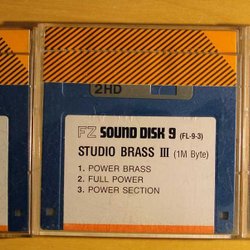 2HD
FZ SOUND DISK 9 (FL-9-3)
STUDIO BRASS III (1M Byte)
1. POWER BRASS
2. FULL POWER
3. POWER SECTION